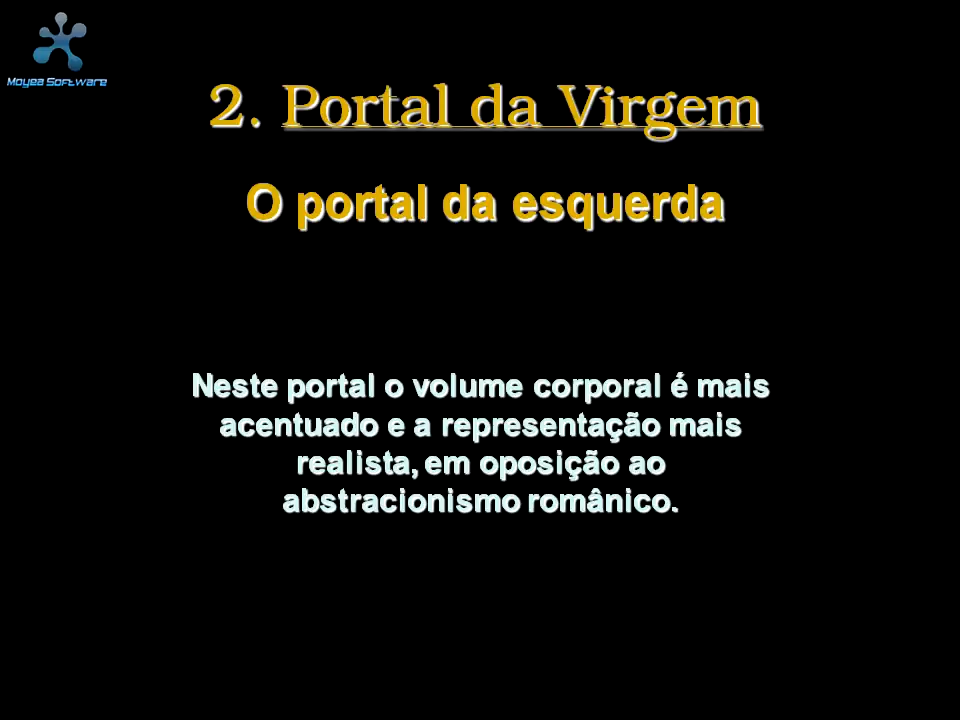 Moyea Software
2. Portal da Virgem
O portal da esquerda
Neste portal o volume corporal é mais
acentuado e a representação mais
realista, em oposição ao
abstracionismo românico.